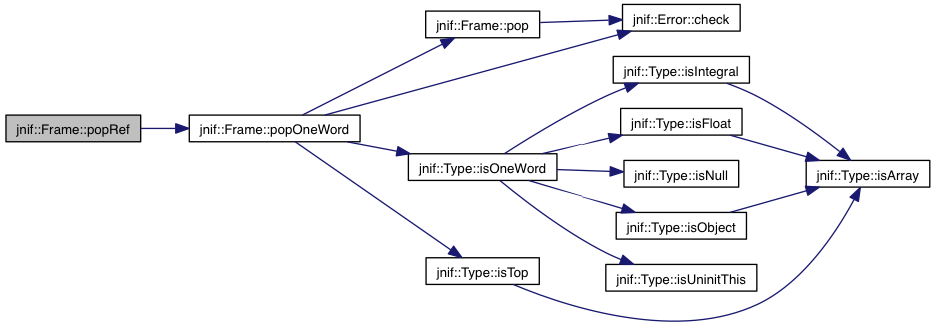 jnif::Frame::popRef
jnif::Frame::popOneWord
jnif::Frame::pop
jnif::Error::check
jnif::Type::isOneWord
jnif::Type::isIntegral
jnif::Type::isFloat
jnif::Type::isNull
jnif::Type::isObject
jnif::Type::isUninitThis
jnif::Type::isArray
jnif::Type::isTop